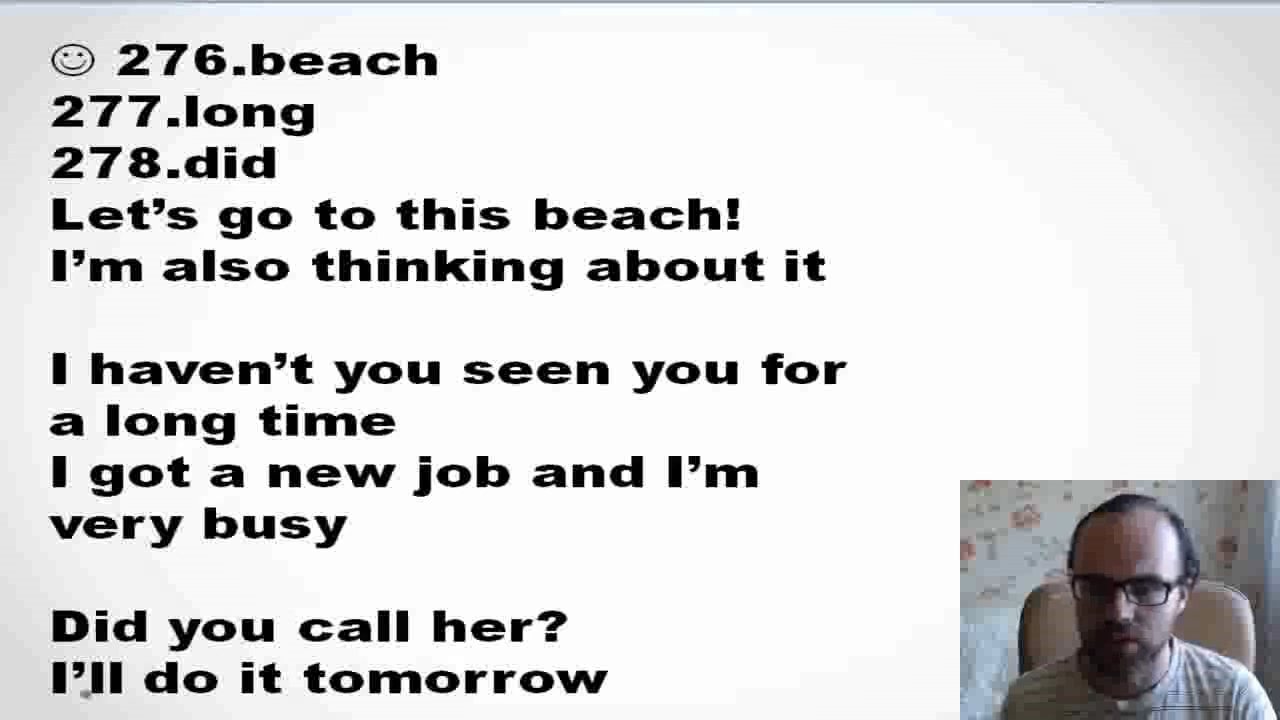 ☺ 276.beach
277.long
278.did
Let’s go to this beach!
I’m also thinking about it
I haven’t you seen you for
a long time
I got a new job and I’m
very busy
Did you call her?
I’ll do it tomorrow